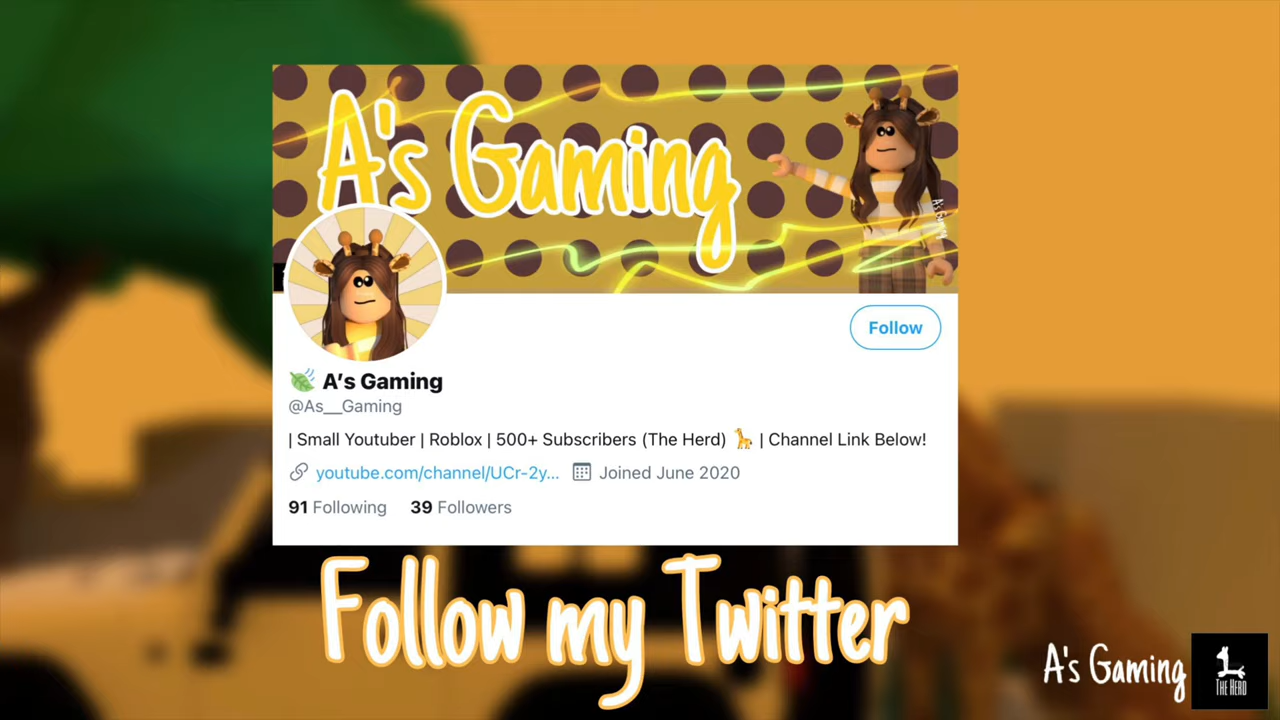 A's Gaming
A's Gaming
Follow
🍃 A's Gaming
@As__Gaming
| Small Youtuber | Roblox | 500+ Subscribers (The Herd) 🦒 | Channel Link Below!
youtube.com/channel/UCr-2y... Joined June 2020
91 Following 39 Followers
Follow my Twitter
A's Gaming
THE HERD